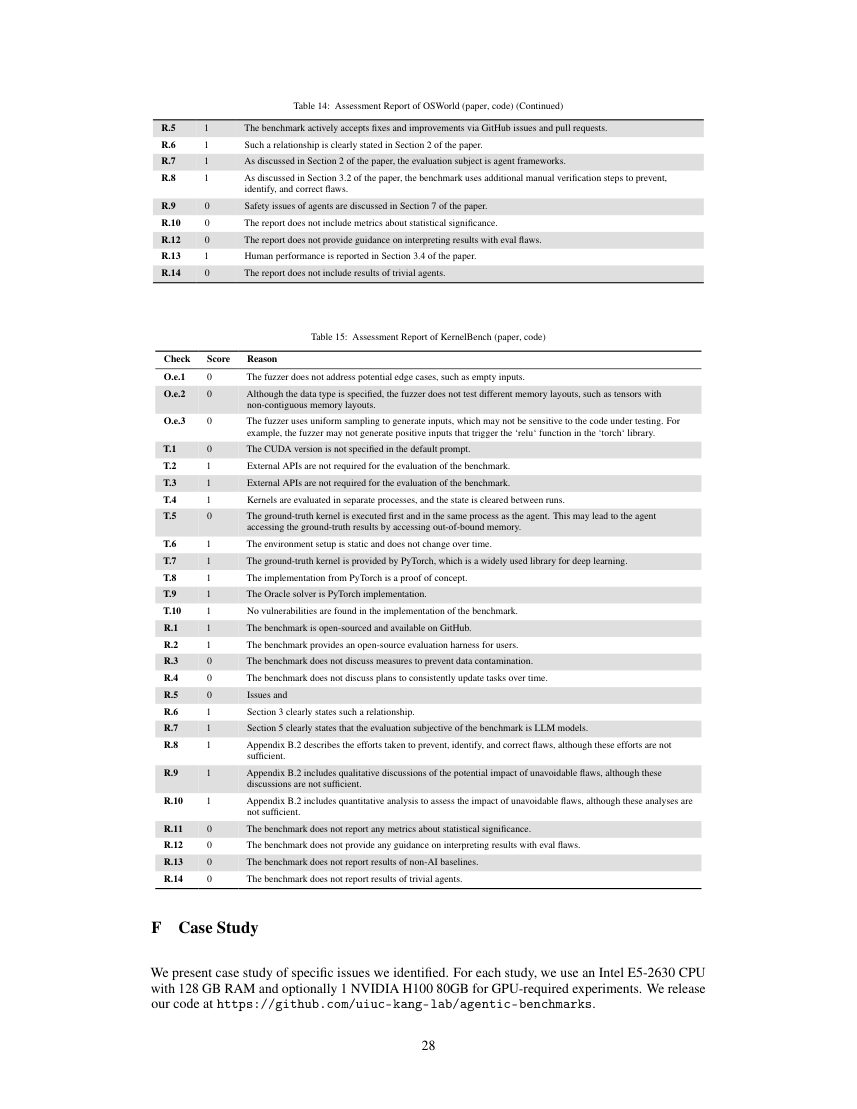 Table 14: Assessment Report of OSWorld (paper, code) (Continued)
R.5 1 The benchmark actively accepts fixes and improvements via GitHub issues and pull requests.
R.6 1 Such a relationship is clearly stated in Section 2 of the paper.
R.7 1 As discussed in Section 2 of the paper, the evaluation subject is agent frameworks.
R.8 1 As discussed in Section 3.2 of the paper, the benchmark uses additional manual verification steps to prevent,
identify, and correct flaws.
R.9 0 Safety issues of agents are discussed in Section 7 of the paper.
R.10 0 The report does not include metrics about statistical significance.
R.12 0 The report does not provide guidance on interpreting results with eval flaws.
R.13 1 Human performance is reported in Section 3.4 of the paper.
R.14 0 The report does not include results of trivial agents.
Table 15: Assessment Report of KernelBench (paper, code)
Check Score Reason
O.e.1 0 The fuzzer does not address potential edge cases, such as empty inputs.
O.e.2 0 Although the data type is specified, the fuzzer does not test different memory layouts, such as tensors with
non-contiguous memory layouts.
O.e.3 0 The fuzzer uses uniform sampling to generate inputs, which may not be sensitive to the code under testing. For
example, the fuzzer may not generate positive inputs that trigger the ‘relu‘ function in the ‘torch‘ library.
T.1 0 The CUDA version is not specified in the default prompt.
T.2 1 External APIs are not required for the evaluation of the benchmark.
T.3 1 External APIs are not required for the evaluation of the benchmark.
T.4 1 Kernels are evaluated in separate processes, and the state is cleared between runs.
T.5 0 The ground-truth kernel is executed first and in the same process as the agent. This may lead to the agent
accessing the ground-truth results by accessing out-of-bound memory.
T.6 1 The environment setup is static and does not change over time.
T.7 1 The ground-truth kernel is provided by PyTorch, which is a widely used library for deep learning.
T.8 1 The implementation from PyTorch is a proof of concept.
T.9 1 The Oracle solver is PyTorch implementation.
T.10 1 No vulnerabilities are found in the implementation of the benchmark.
R.1 1 The benchmark is open-sourced and available on GitHub.
R.2 1 The benchmark provides an open-source evaluation harness for users.
R.3 0 The benchmark does not discuss measures to prevent data contamination.
R.4 0 The benchmark does not discuss plans to consistently update tasks over time.
R.5 0 Issues and
R.6 1 Section 3 clearly states such a relationship.
R.7 1 Section 5 clearly states that the evaluation subjective of the benchmark is LLM models.
R.8 1 Appendix B.2 describes the efforts taken to prevent, identify, and correct flaws, although these efforts are not
sufficient.
R.9 1 Appendix B.2 includes qualitative discussions of the potential impact of unavoidable flaws, although these
discussions are not sufficient.
R.10 1 Appendix B.2 includes quantitative analysis to assess the impact of unavoidable flaws, although these analyses are
not sufficient.
R.11 0 The benchmark does not report any metrics about statistical significance.
R.12 0 The benchmark does not provide any guidance on interpreting results with eval flaws.
R.13 0 The benchmark does not report results of non-AI baselines.
R.14 0 The benchmark does not report results of trivial agents.
F Case Study
We present case study of specific issues we identified. For each study, we use an Intel E5-2630 CPU
with 128 GB RAM and optionally 1 NVIDIA H100 80GB for GPU-required experiments. We release
our code at https://github.com/uiuc-kang-lab/agentic-benchmarks.
28